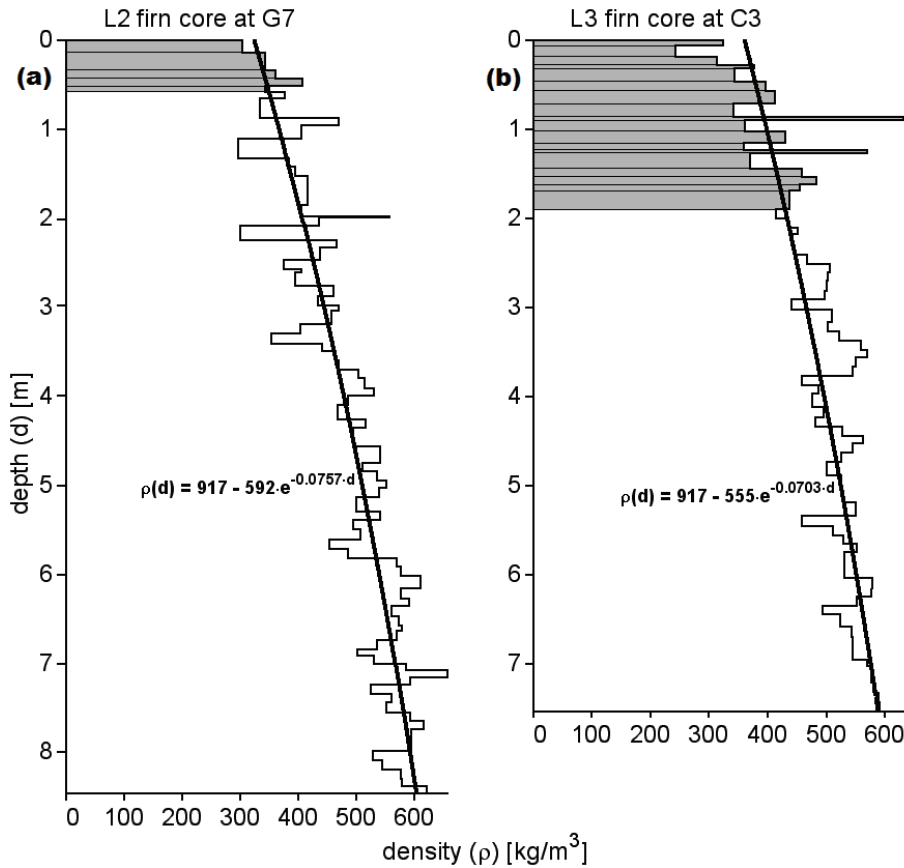 L2 firn core at G7
L3 firn core at C3
(a)
0
1
2
3
4
5
6
7
8
depth (d) [m]
ρ(d) = 917 - 592·e^-0.0757·d
0 100 200 300 400 500 600
(b)
0
1
2
3
4
5
6
7
ρ(d) = 917 - 555·e^-0.0703·d
0 100 200 300 400 500 600
density (ρ) [kg/m³]